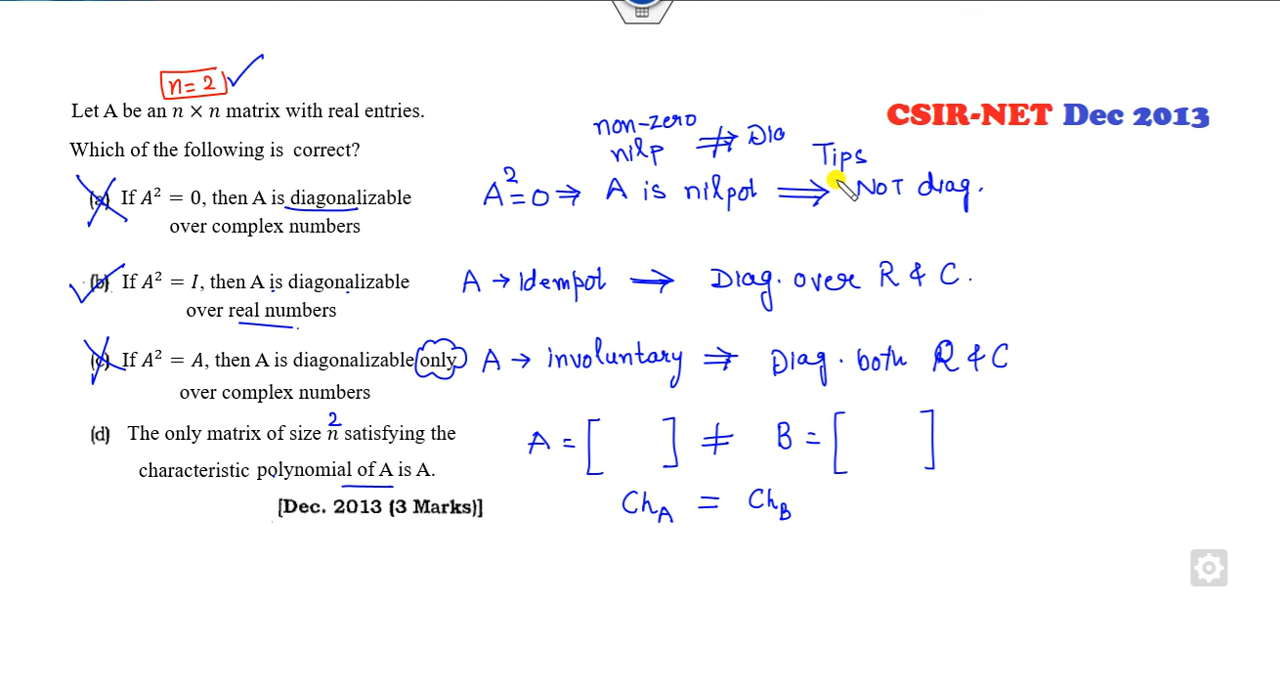 n=2
Let A be an n × n matrix with real entries.
CSIR-NET Dec 2013
Which of the following is correct?
non-zero
nilp ⇏ Dia
Tips
(a) If A² = 0, then A is diagonalizable
over complex numbers
A²=0 ⇒ A is nilpot ⟹ NOT diag.
(b) If A² = I, then A is diagonalizable
over real numbers
A → Idempot → Diag. over R & C.
(c) If A² = A, then A is diagonalizable only
over complex numbers
A → involuntary ⇒ Diag. both R & C
2
(d) The only matrix of size n satisfying the
characteristic polynomial of A is A.
A = [ ] ≠ B = [ ]
Ch_A = Ch_B
[Dec. 2013 (3 Marks)]